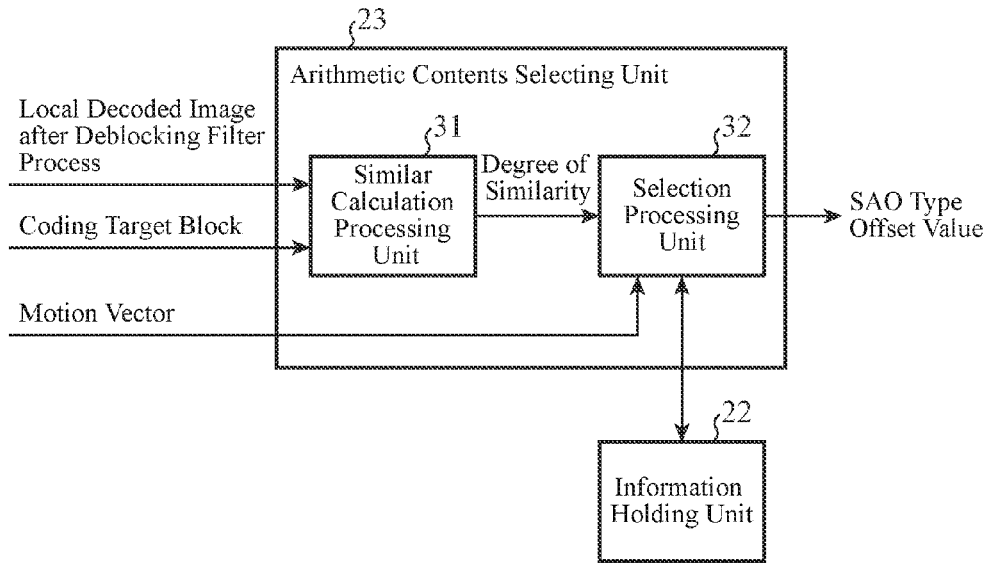 23
Arithmetic Contents Selecting Unit
Local Decoded Image
after Deblocking Filter
Process
31
Similar
Calculation
Processing
Unit
Degree of
Similarity
32
Selection
Processing
Unit
SAO Type
Offset Value
Coding Target Block
Motion Vector
22
Information
Holding Unit